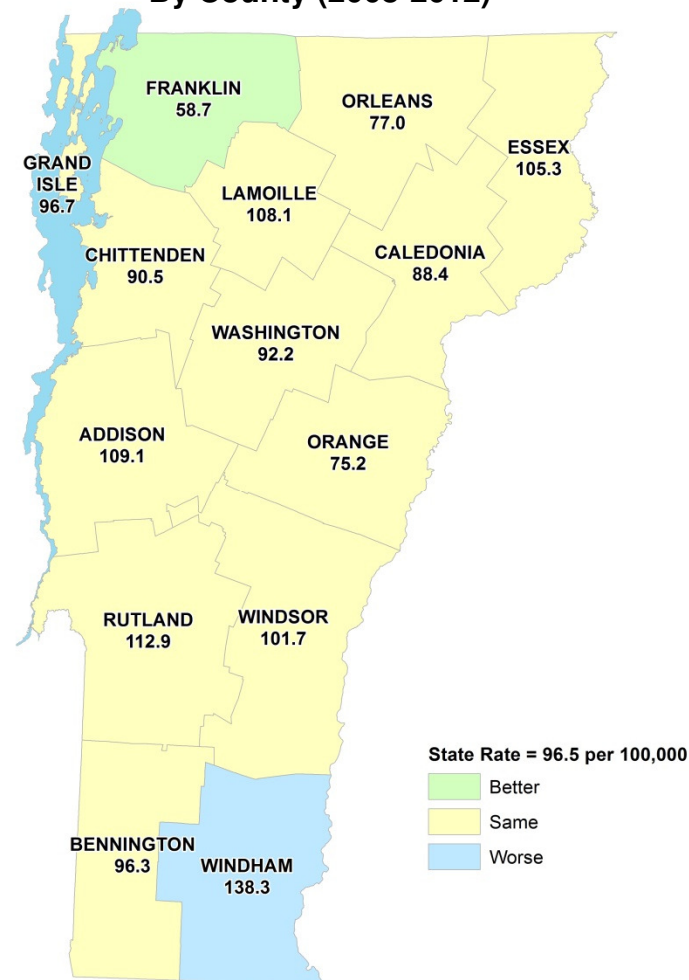 By County
FRANKLIN
58.7
ORLEANS
77.0
ESSEX
105.3
GRAND
ISLE
96.7
LAMOILLE
108.1
CHITTENDEN
90.5
CALEDONIA
88.4
WASHINGTON
92.2
ADDISON
109.1
ORANGE
75.2
RUTLAND
112.9
WINDSOR
101.7
State Rate = 96.5 per 100,000
Better
Same
Worse
BENNINGTON
96.3
WINDHAM
138.3